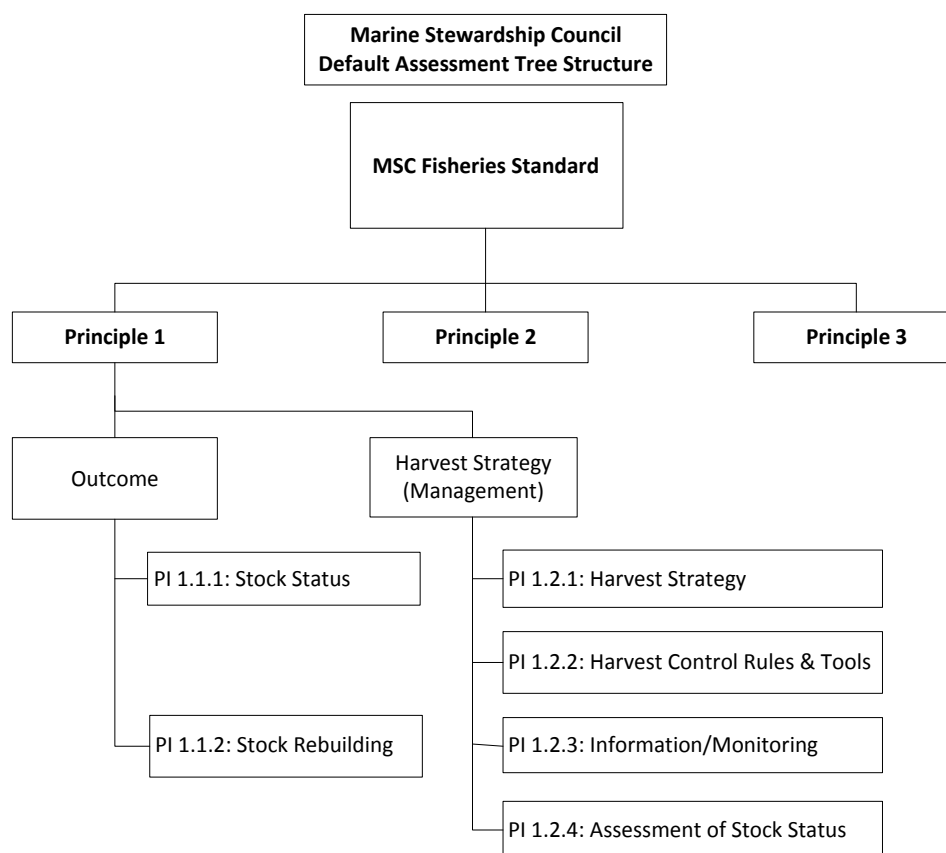 Marine Stewardship Council
Default Assessment Tree Structure
MSC Fisheries Standard
Principle 1
Principle 2
Principle 3
Outcome
Harvest Strategy
(Management)
PI 1.1.1: Stock Status
PI 1.2.1: Harvest Strategy
PI 1.2.2: Harvest Control Rules & Tools
PI 1.1.2: Stock Rebuilding
PI 1.2.3: Information/Monitoring
PI 1.2.4: Assessment of Stock Status